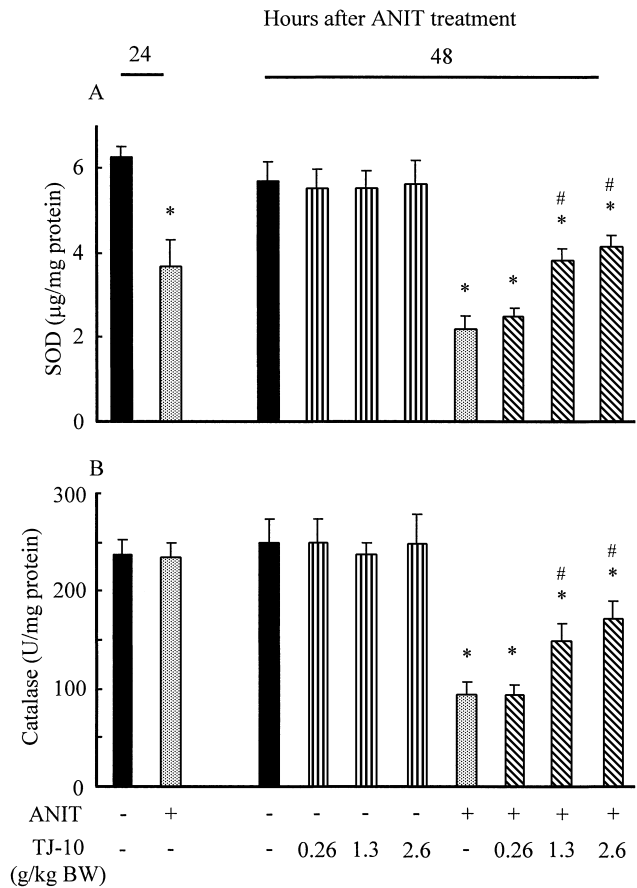 Hours after ANIT treatment
24 48
A
SOD (μg/mg protein)
6
4
2
0
*
* * # * # *
B
Catalase (U/mg protein)
300
200
100
0
* * # * # *
ANIT - + - - - - + + + +
TJ-10 - - - 0.26 1.3 2.6 - 0.26 1.3 2.6
(g/kg BW)